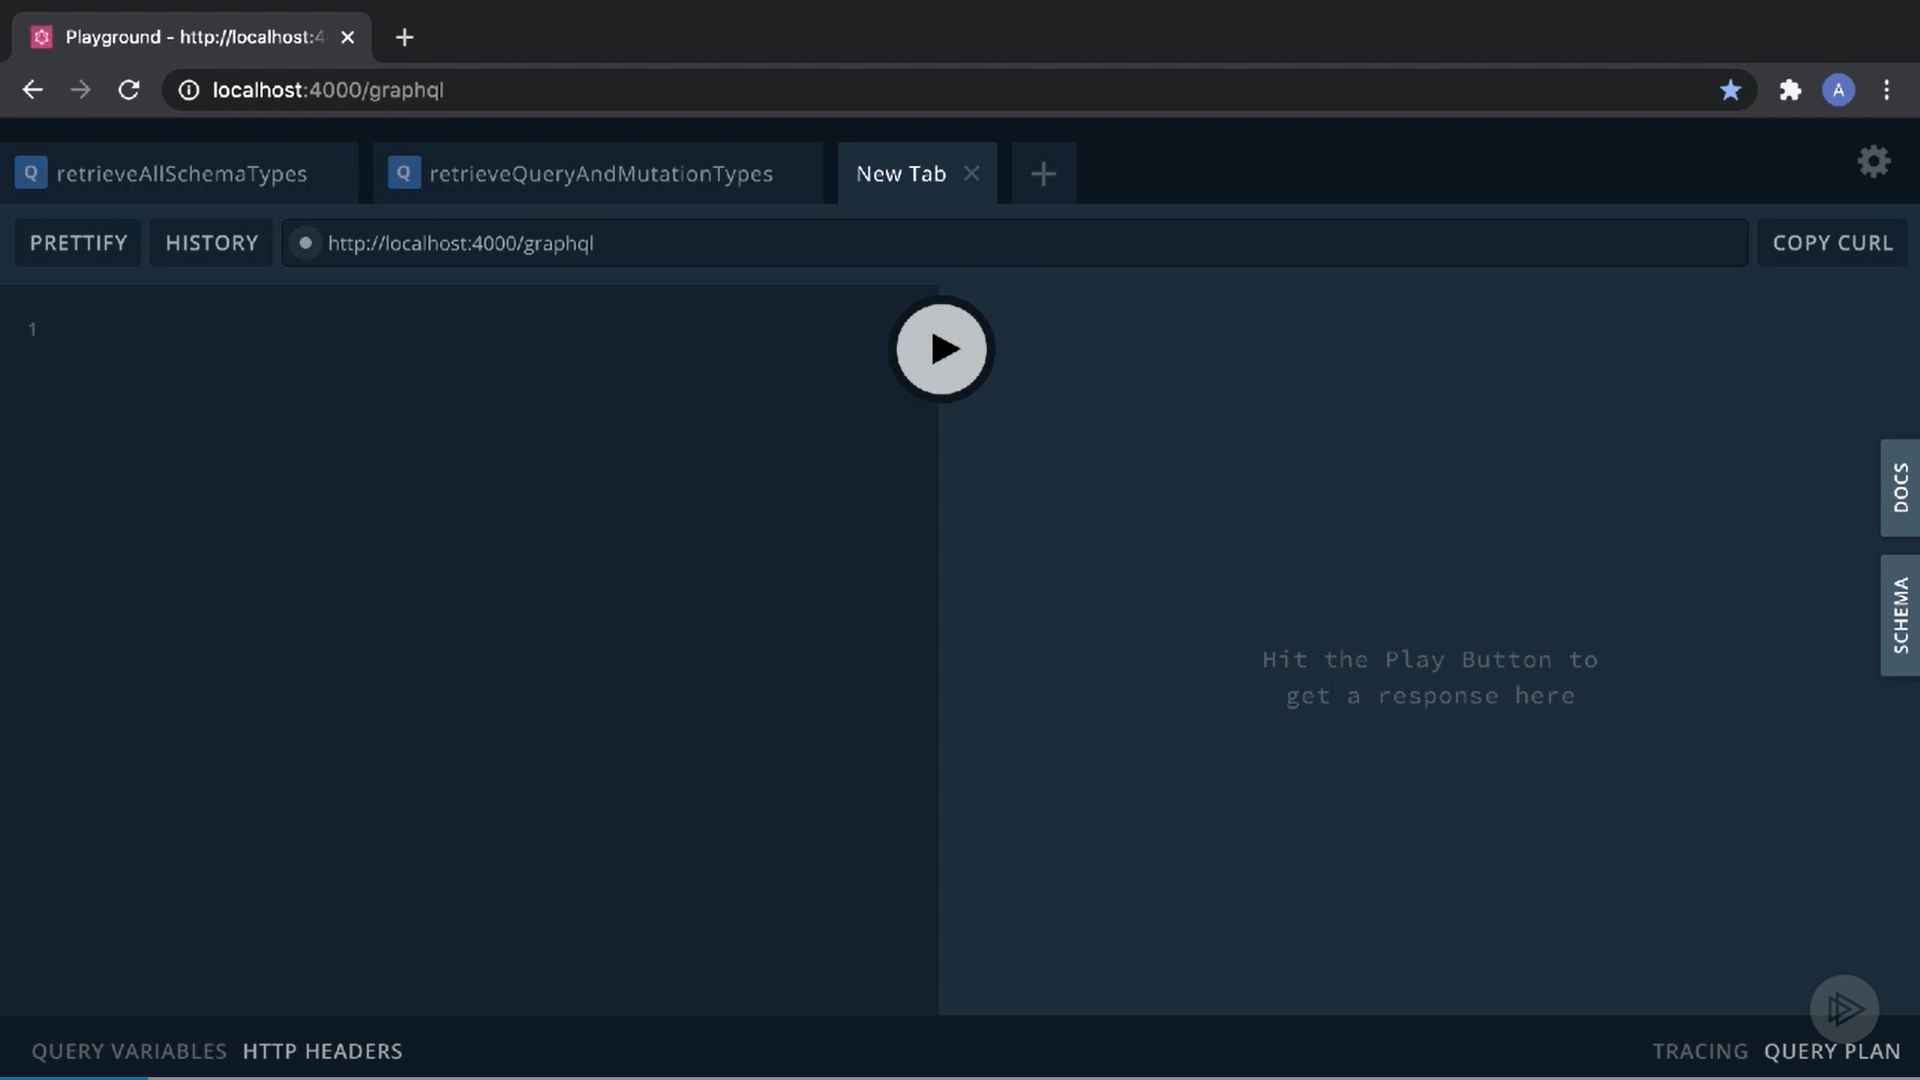 Playground - http://localhost:4
localhost:4000/graphql
A
Q retrieveAllSchemaTypes
Q retrieveQueryAndMutationTypes
New Tab
PRETTIFY
HISTORY
http://localhost:4000/graphql
COPY CURL
1
DOCS
SCHEMA
Hit the Play Button to
get a response here
QUERY VARIABLES
HTTP HEADERS
TRACING
QUERY PLAN